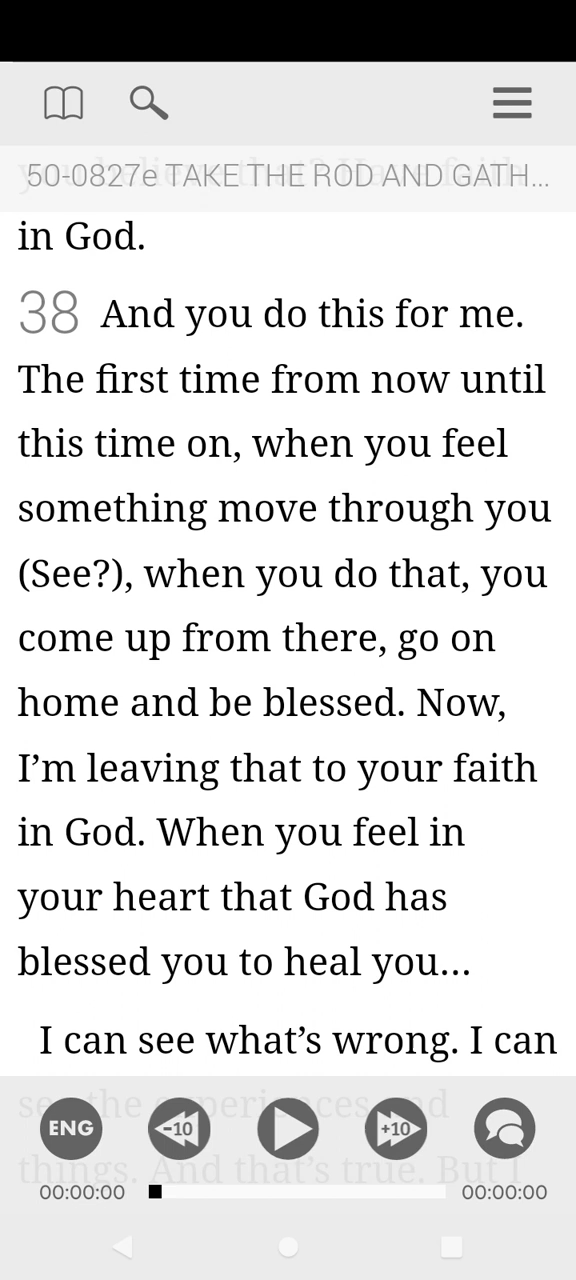 50-0827e TAKE THE ROD AND GATH...
in God.
38 And you do this for me.
The first time from now until
this time on, when you feel
something move through you
(See?), when you do that, you
come up from there, go on
home and be blessed. Now,
I’m leaving that to your faith
in God. When you feel in
your heart that God has
blessed you to heal you…
I can see what’s wrong. I can
see the experiences and
things. And that’s true. But I
ENG -10 +10
00:00:00 00:00:00